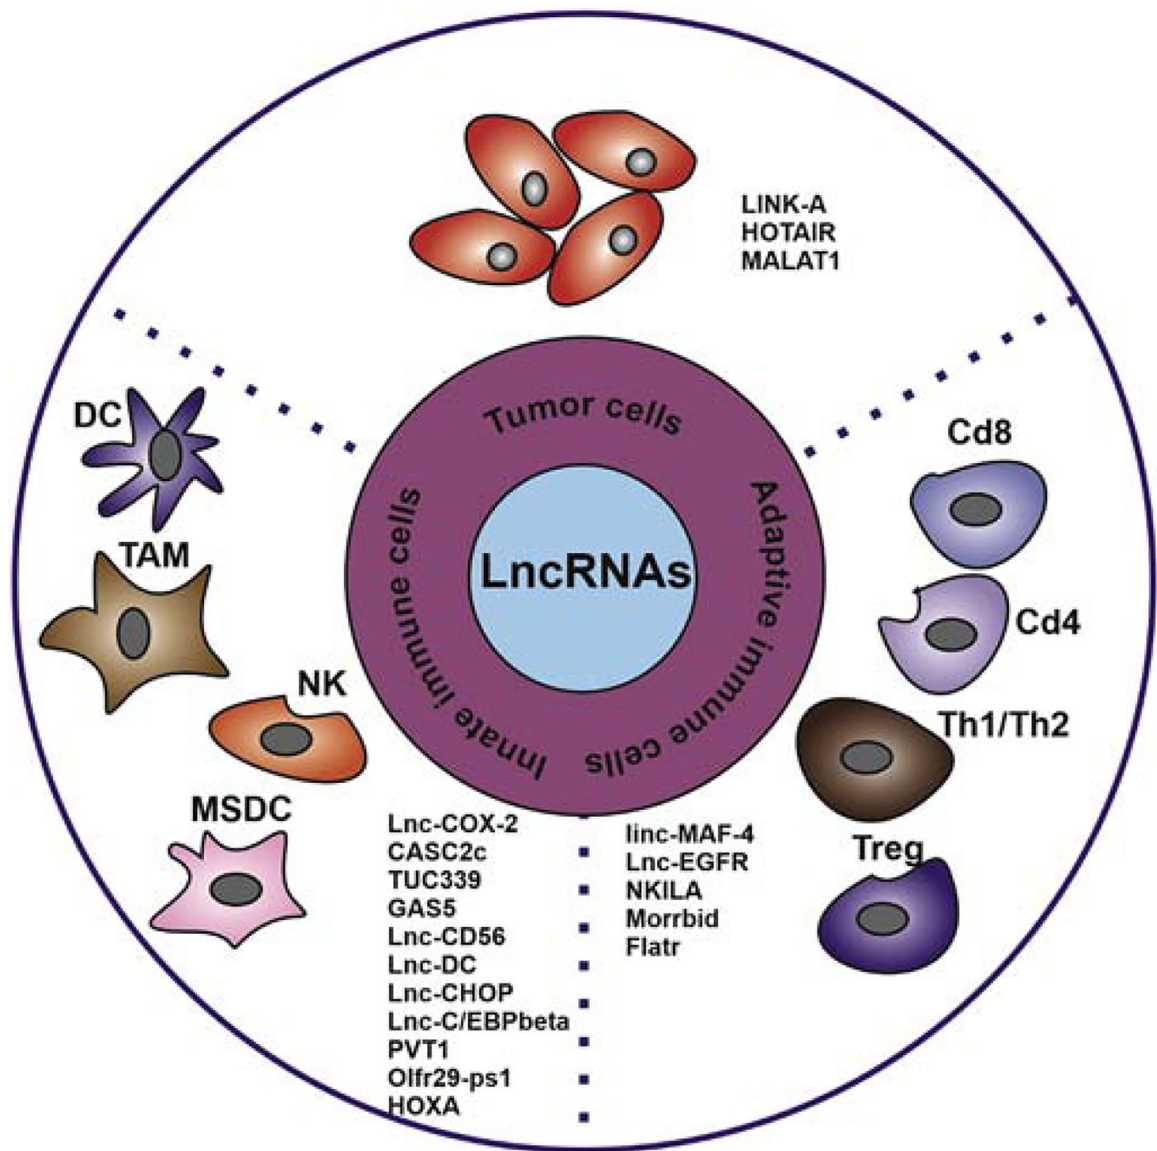 LINK-A
HOTAIR
MALAT1
Tumor cells
Innate immune cells
Adaptive immune cells
LncRNAs
DC
TAM
NK
MSDC
Cd8
Cd4
Th1/Th2
Treg
Lnc-COX-2
CASC2c
TUC339
GAS5
Lnc-CD56
Lnc-DC
Lnc-CHOP
Lnc-C/EBPbeta
PVT1
Olfr29-ps1
HOXA
linc-MAF-4
Lnc-EGFR
NKILA
Morrbid
Flatr